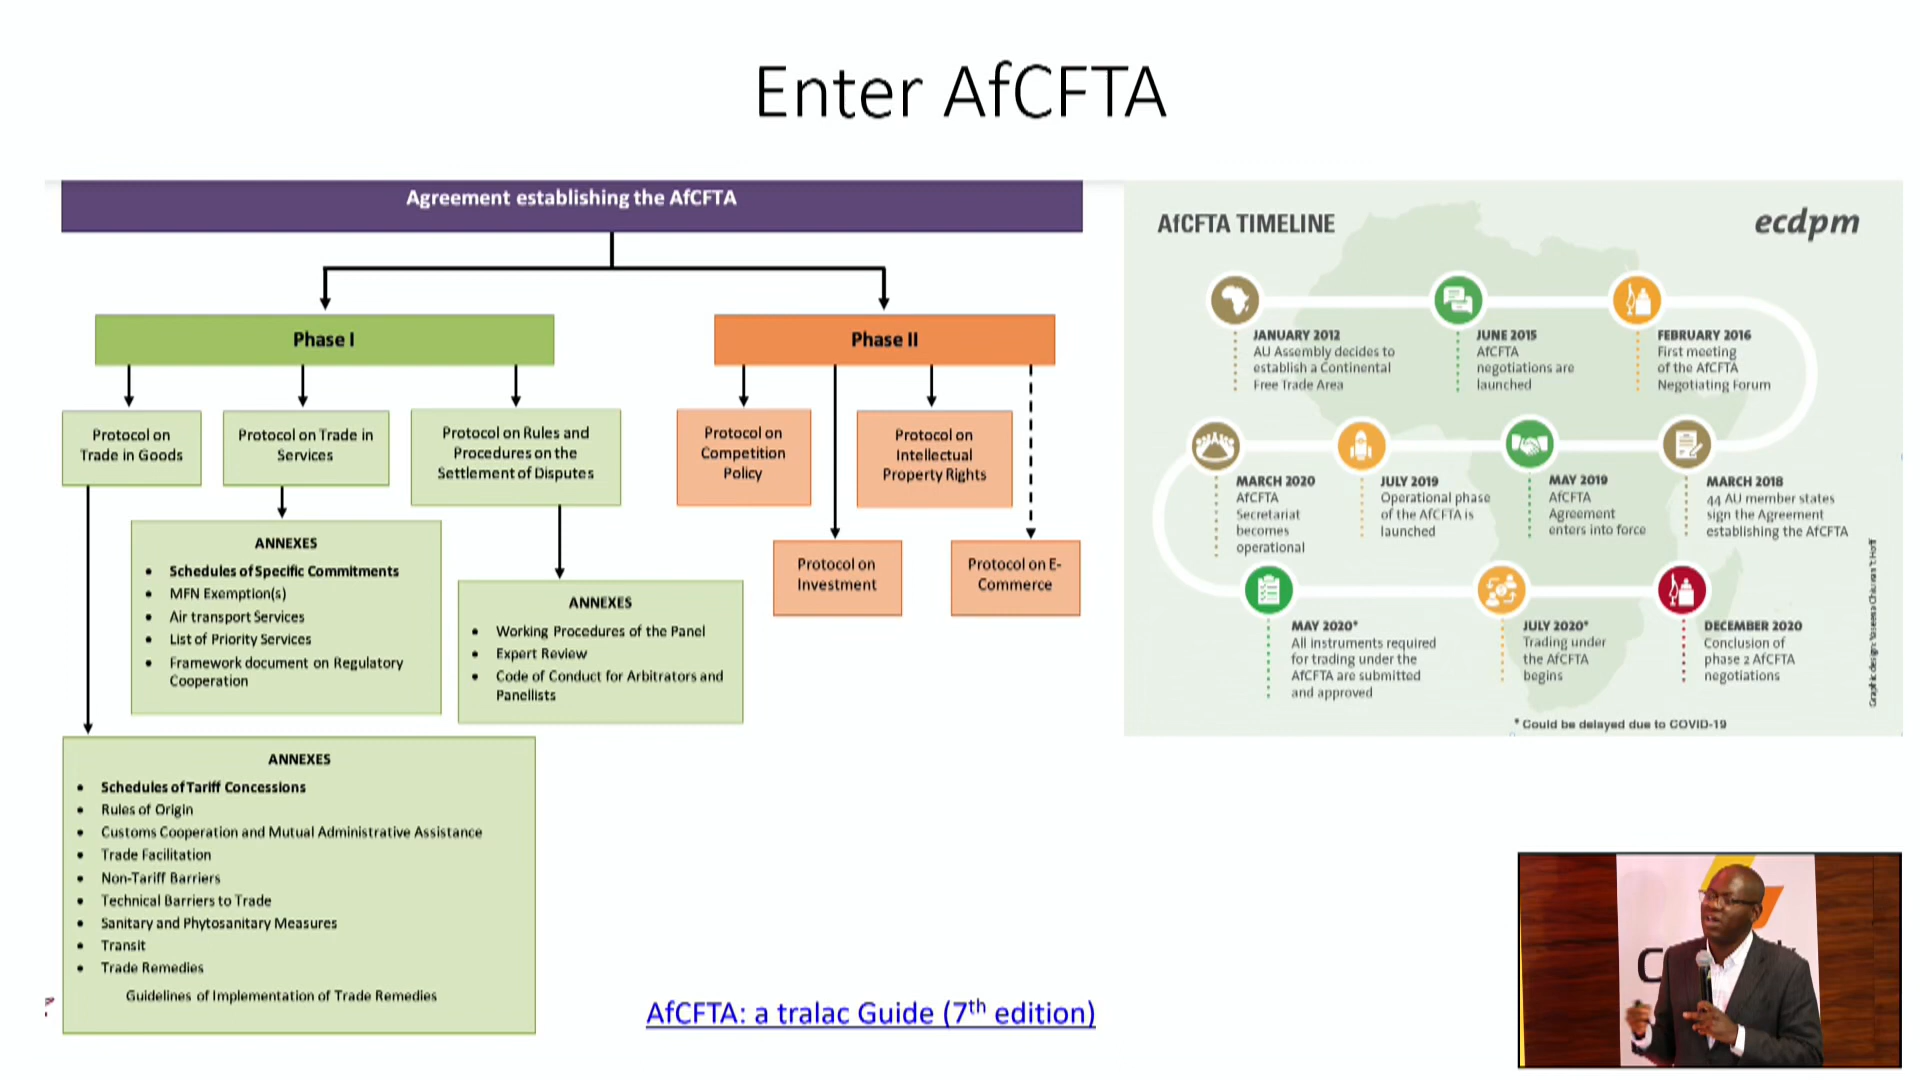 Enter AfCFTA
Agreement establishing the AfCFTA
Phase I
Phase II
Protocol on
Trade in Goods
Protocol on Trade in
Services
Protocol on Rules and
Procedures on the
Settlement of Disputes
Protocol on
Competition
Policy
Protocol on
Intellectual
Property Rights
Protocol on
Investment
Protocol on E-
Commerce
ANNEXES
• Schedules of Specific Commitments
• MFN Exemption(s)
• Air transport Services
• List of Priority Services
• Framework document on Regulatory
Cooperation
ANNEXES
• Working Procedures of the Panel
• Expert Review
• Code of Conduct for Arbitrators and
Panellists
ANNEXES
• Schedules of Tariff Concessions
• Rules of Origin
• Customs Cooperation and Mutual Administrative Assistance
• Trade Facilitation
• Non-Tariff Barriers
• Technical Barriers to Trade
• Sanitary and Phytosanitary Measures
• Transit
• Trade Remedies
Guidelines of Implementation of Trade Remedies
AfCFTA: a tralac Guide (7th edition)
AfCFTA TIMELINE
ecdpm
JANUARY 2012
AU Assembly decides to
establish a Continental
Free Trade Area
JUNE 2015
AfCFTA
negotiations are
launched
FEBRUARY 2016
First meeting
of the AfCFTA
Negotiating Forum
MARCH 2020
AfCFTA
Secretariat
becomes
operational
JULY 2019
Operational phase
of the AfCFTA is
launched
MAY 2019
AfCFTA
Agreement
enters into force
MARCH 2018
44 AU member states
sign the Agreement
establishing the AfCFTA
MAY 2020*
All instruments required
for trading under the
AfCFTA are submitted
and approved
JULY 2020*
Trading under
the AfCFTA
begins
DECEMBER 2020
Conclusion of
phase 2 AfCFTA
negotiations
* Could be delayed due to COVID-19
Graphic design: